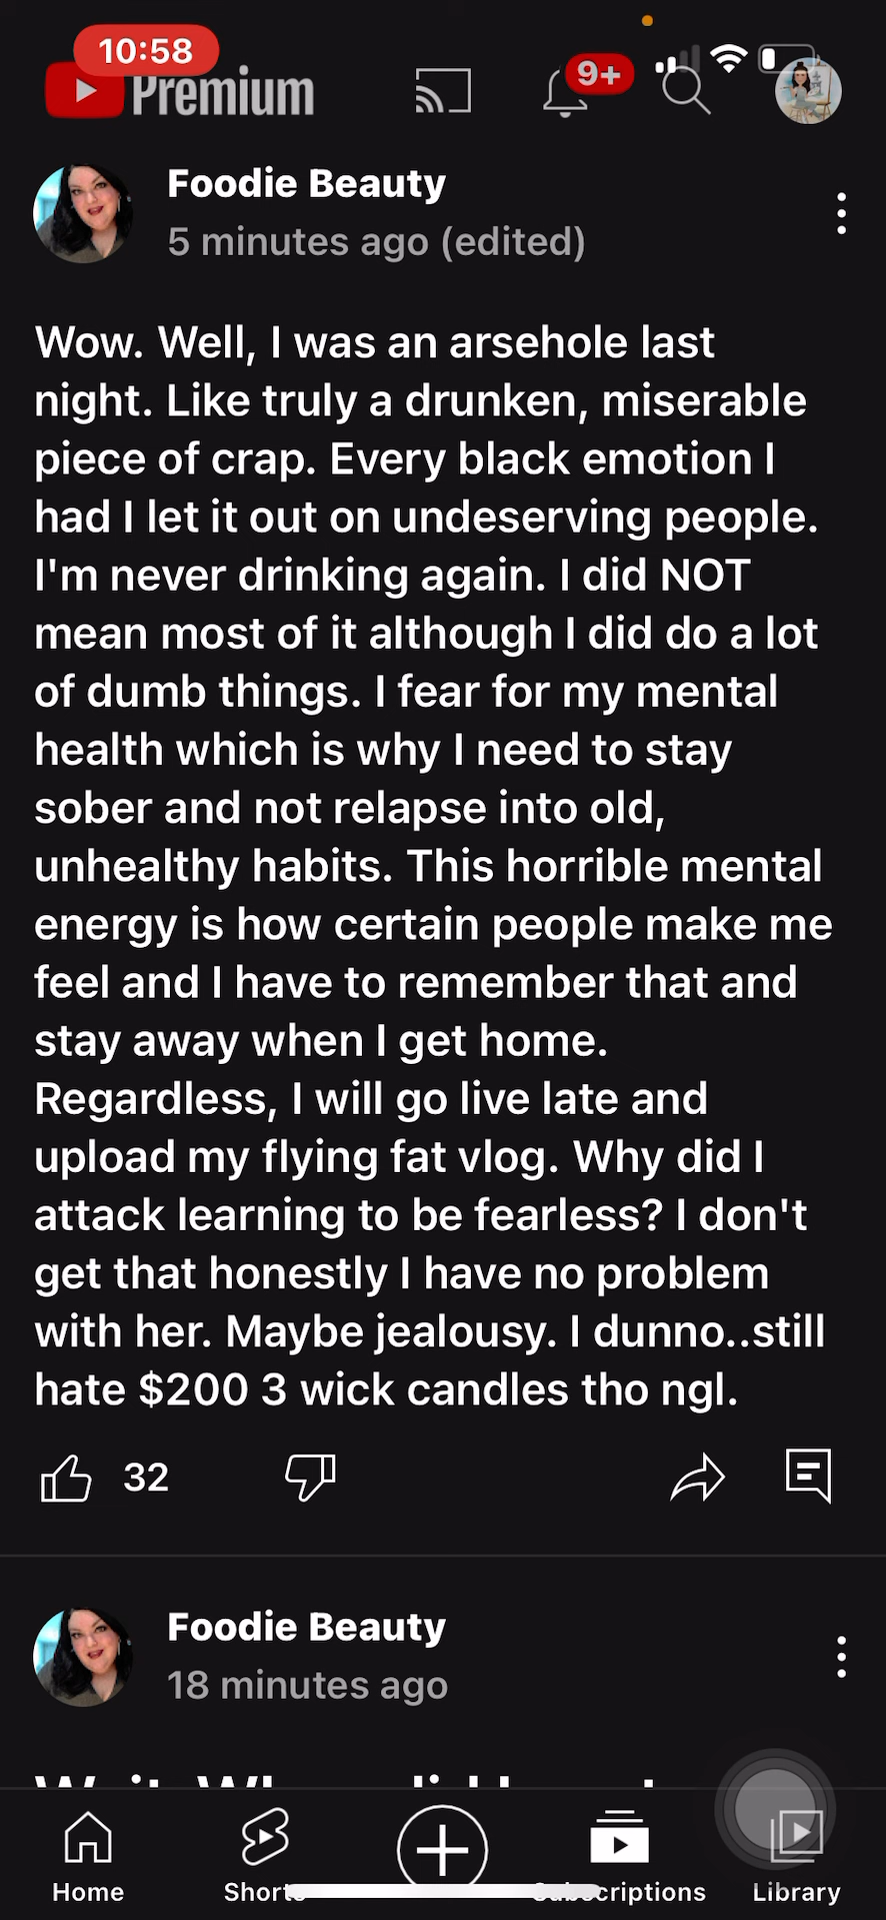 10:58
Premium
9+
Foodie Beauty
5 minutes ago (edited)
Wow. Well, I was an arsehole last
night. Like truly a drunken, miserable
piece of crap. Every black emotion I
had I let it out on undeserving people.
I'm never drinking again. I did NOT
mean most of it although I did do a lot
of dumb things. I fear for my mental
health which is why I need to stay
sober and not relapse into old,
unhealthy habits. This horrible mental
energy is how certain people make me
feel and I have to remember that and
stay away when I get home.
Regardless, I will go live late and
upload my flying fat vlog. Why did I
attack learning to be fearless? I don't
get that honestly I have no problem
with her. Maybe jealousy. I dunno..still
hate $200 3 wick candles tho ngl.
32
Foodie Beauty
18 minutes ago
Home Shorts Subscriptions Library